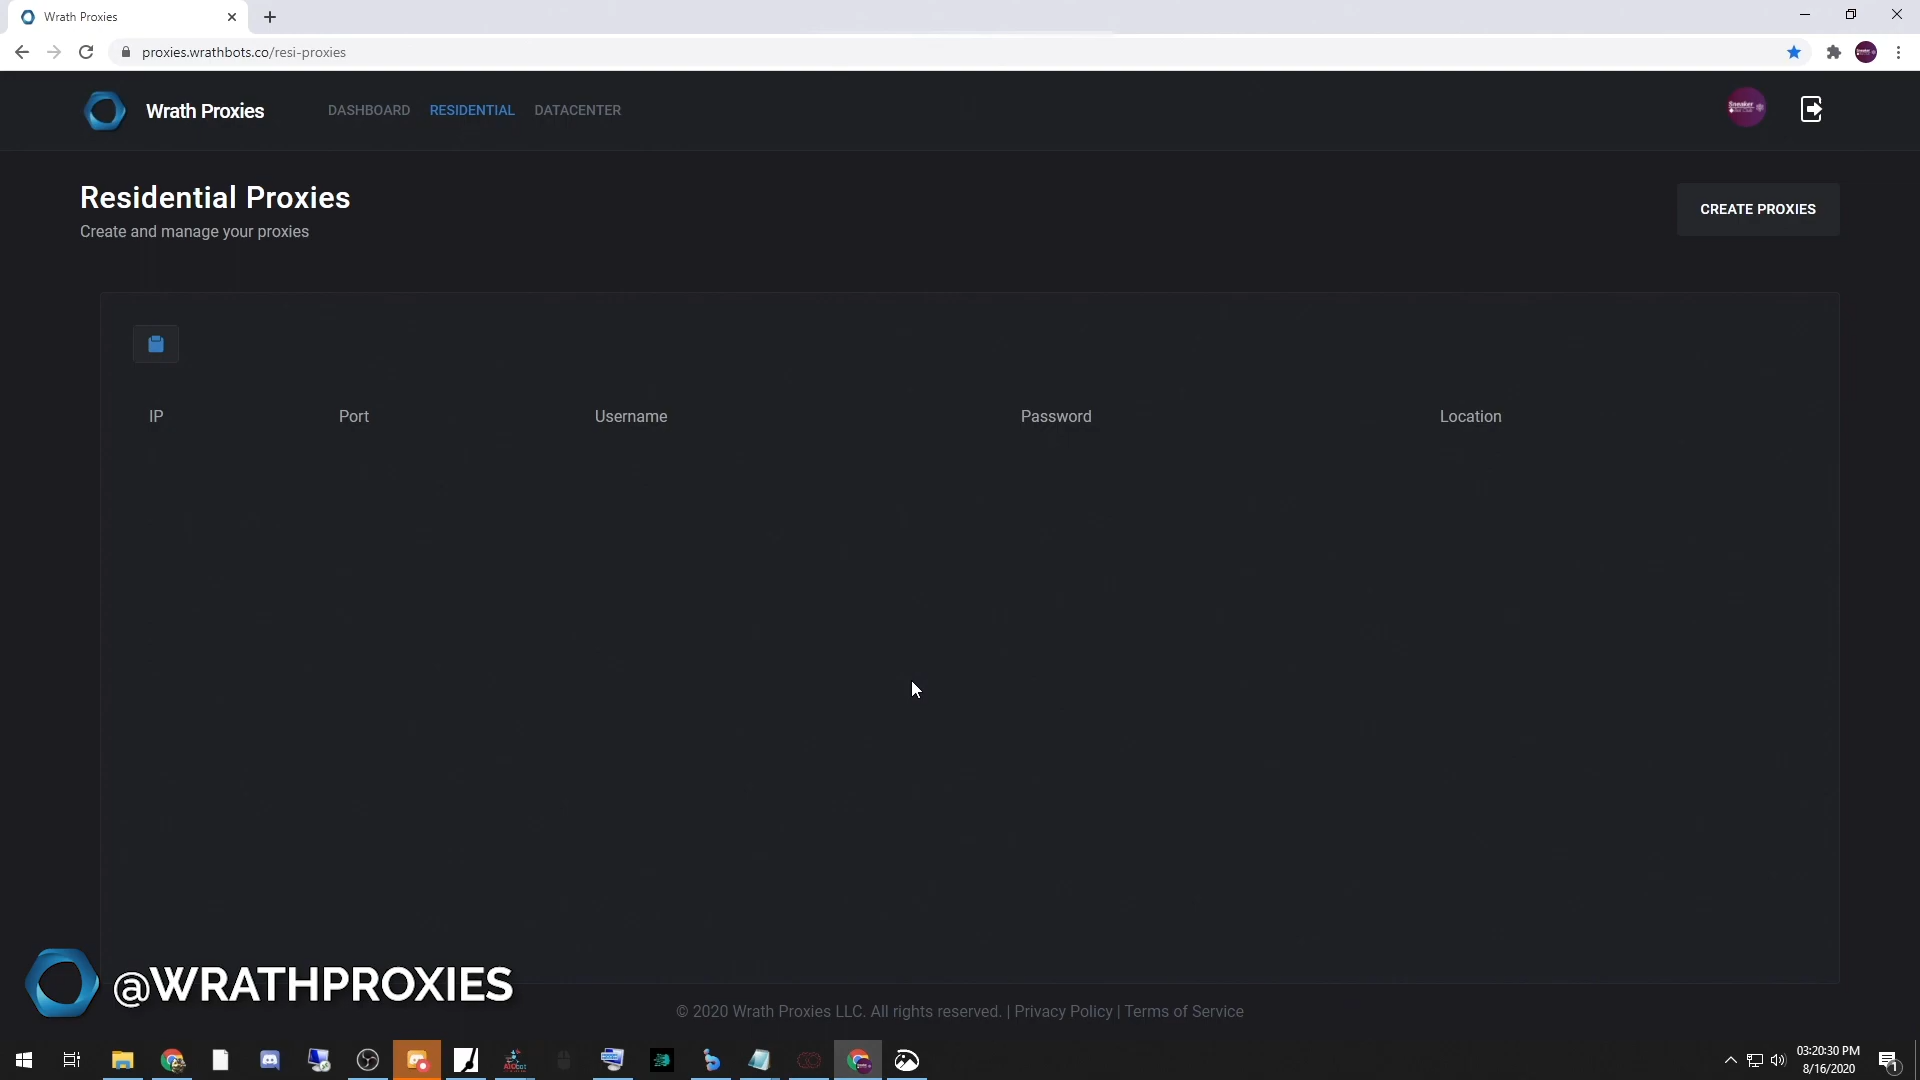 Wrath Proxies
proxies.wrathbots.co/resi-proxies
Wrath Proxies
DASHBOARD RESIDENTIAL DATACENTER
Residential Proxies
CREATE PROXIES
Create and manage your proxies
IP Port Username Password Location
@WRATHPROXIES
© 2020 Wrath Proxies LLC. All rights reserved. | Privacy Policy | Terms of Service
03:20:30 PM
8/16/2020
1